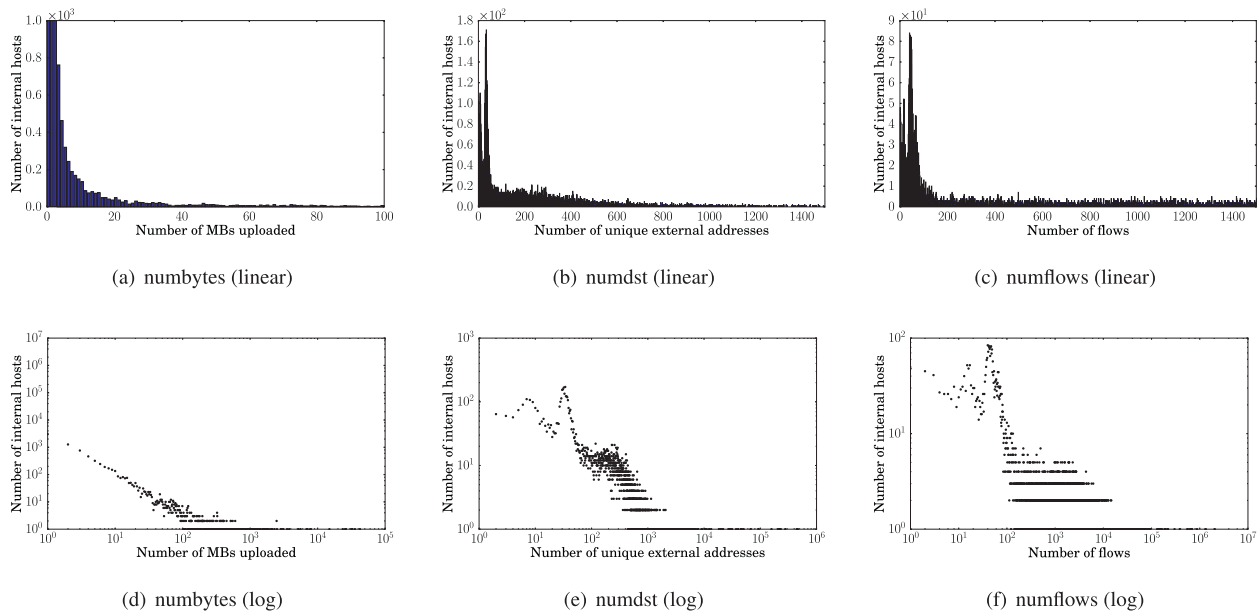 ×10³
1.0
0.8
0.6
0.4
0.2
0.0
0 20 40 60 80 100
Number of MBs uploaded
Number of internal hosts
(a) numbytes (linear)
×10²
1.8
1.6
1.4
1.2
1.0
0.8
0.6
0.4
0.2
0.0
0 200 400 600 800 1000 1200 1400
Number of unique external addresses
Number of internal hosts
(b) numdst (linear)
×10¹
9
8
7
6
5
4
3
2
1
0
0 200 400 600 800 1000 1200 1400
Number of flows
Number of internal hosts
(c) numflows (linear)
10⁷
10⁶
10⁵
10⁴
10³
10²
10¹
10⁰
10⁰ 10¹ 10² 10³ 10⁴ 10⁵
Number of MBs uploaded
Number of internal hosts
(d) numbytes (log)
10³
10²
10¹
10⁰
10⁰ 10¹ 10² 10³ 10⁴ 10⁵ 10⁶
Number of unique external addresses
Number of internal hosts
(e) numdst (log)
10²
10¹
10⁰
10⁰ 10¹ 10² 10³ 10⁴ 10⁵ 10⁶ 10⁷
Number of flows
Number of internal hosts
(f) numflows (log)